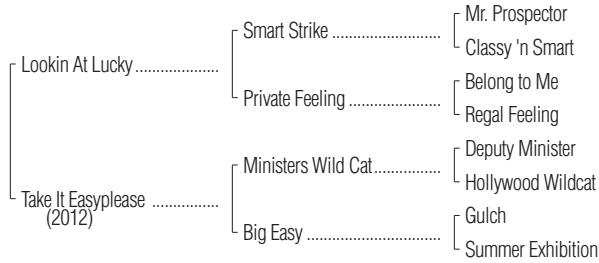 Mr. Prospector
Smart Strike ......................
Classy 'n Smart
Lookin At Lucky.................
Belong to Me
Private Feeling ...................
Regal Feeling
Deputy Minister
Ministers Wild Cat..............
Hollywood Wildcat
Take It Easyplease .............
(2012)
Gulch
Big Easy ...........................
Summer Exhibition